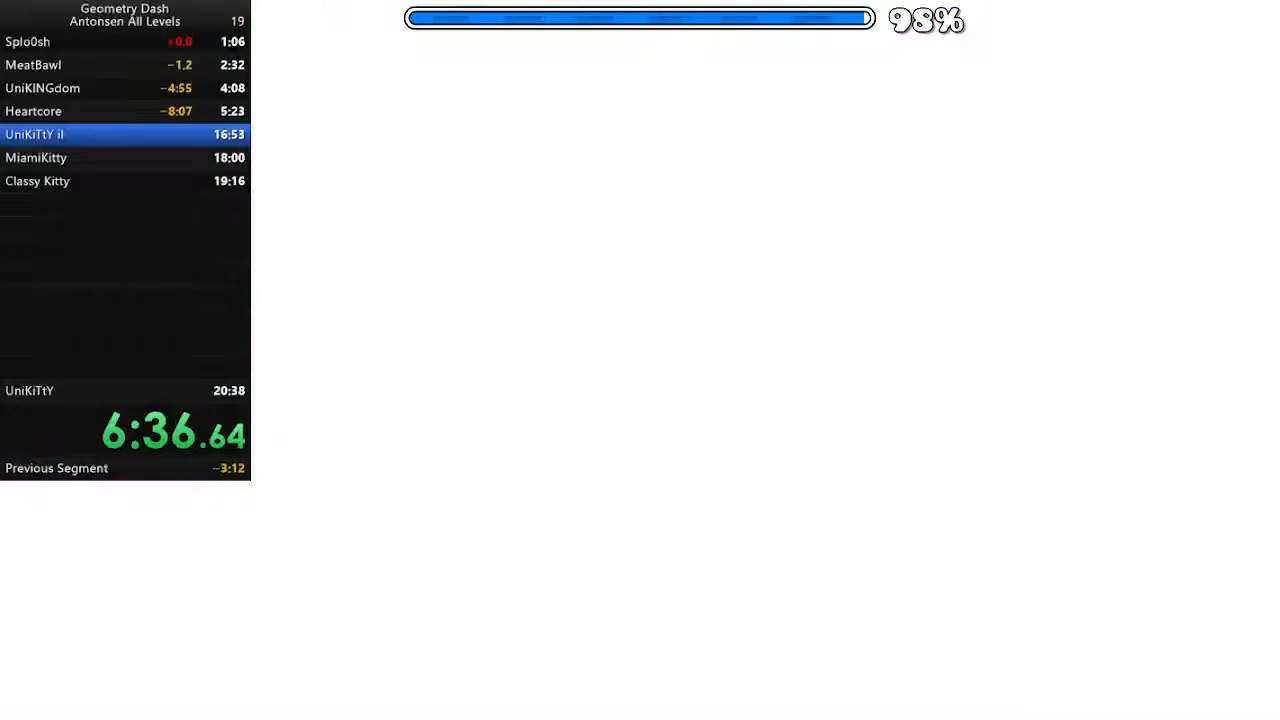 Geometry Dash
Antonsen All Levels 19
Splo0sh +0.0 1:06
MeatBawl −1.2 2:32
UniKINGdom −4:55 4:08
Heartcore −8:07 5:23
UniKiTtY iI 16:53
MiamiKitty 18:00
Classy Kitty 19:16
UniKiTtY 20:38
6:36.64
Previous Segment −3:12
98%